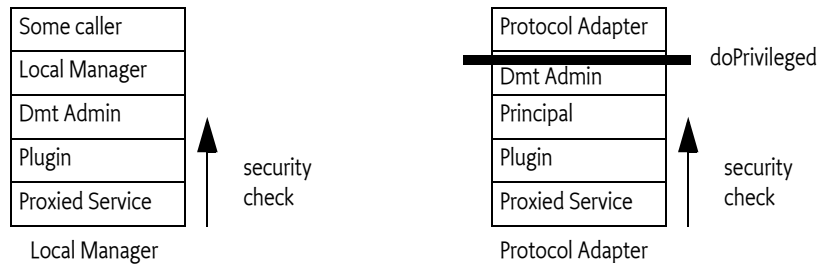 Some caller
Local Manager
Dmt Admin
Plugin
Proxied Service
security
check
Local Manager
Protocol Adapter
doPrivileged
Dmt Admin
Principal
Plugin
Proxied Service
security
check
Protocol Adapter